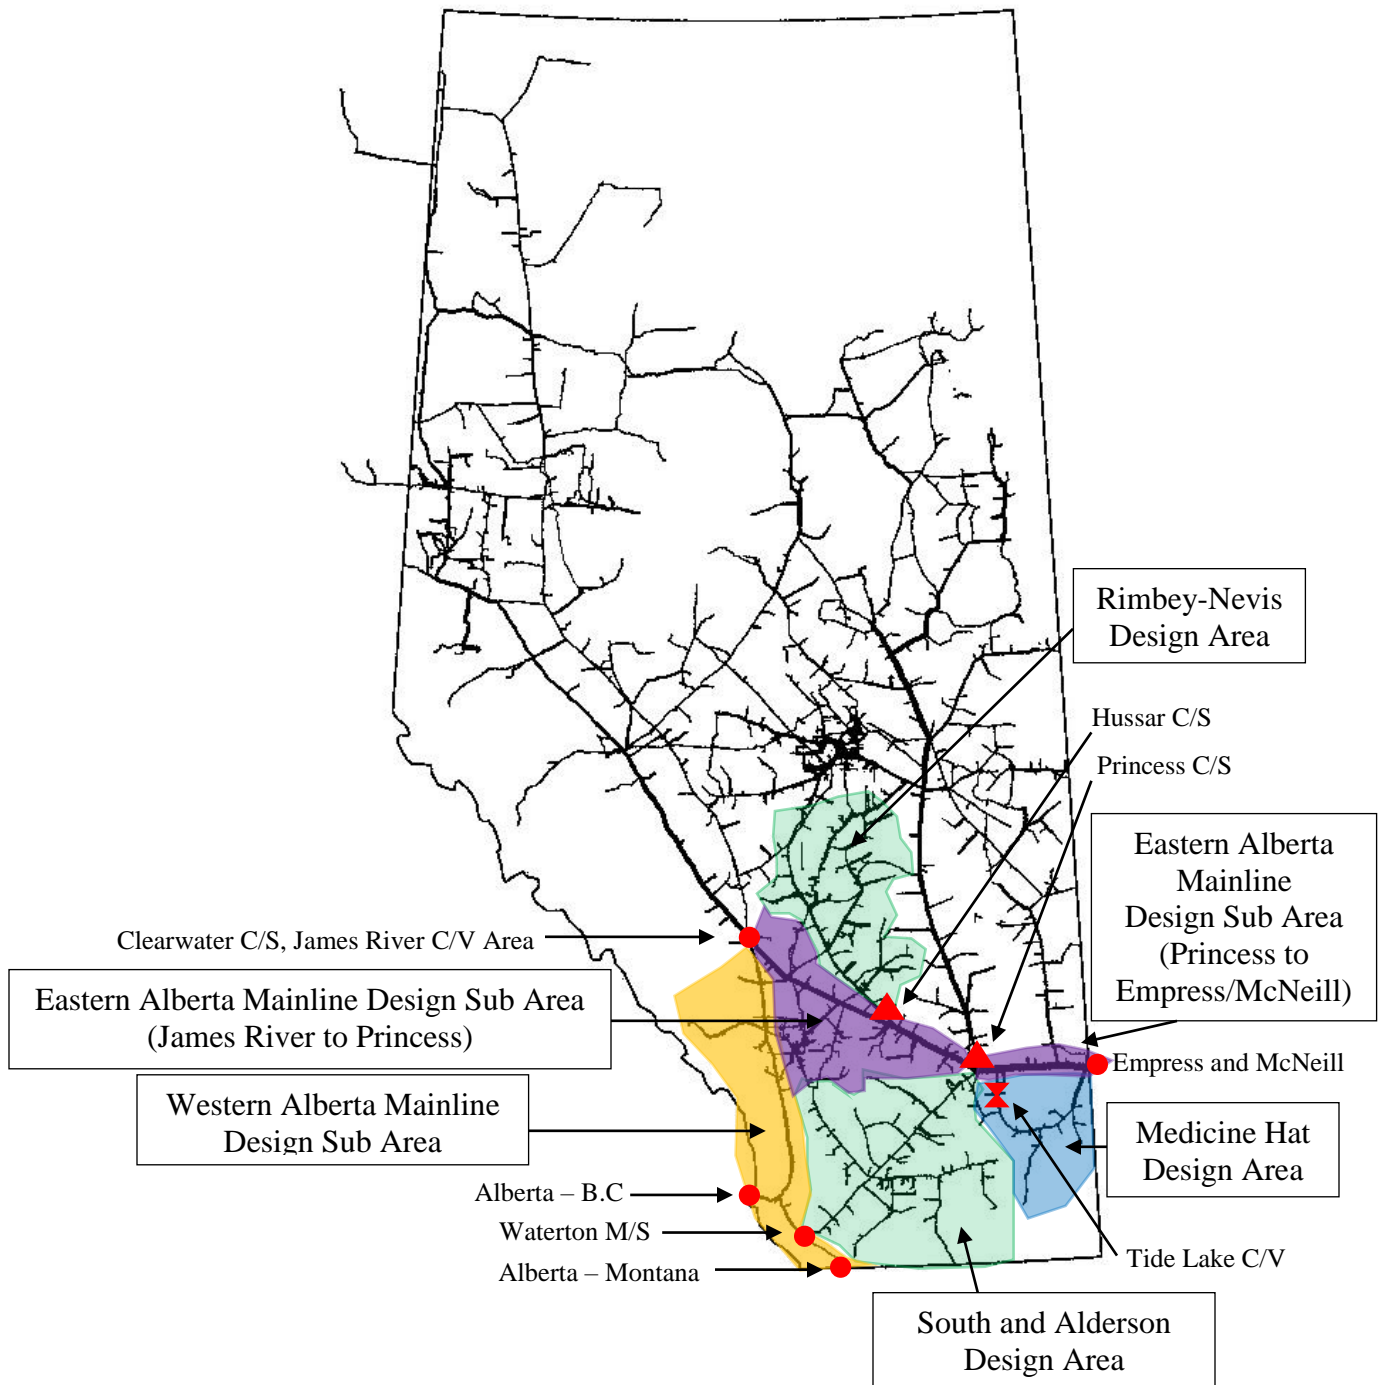 Rimbey-Nevis
Design Area
Hussar C/S
Princess C/S
Eastern Alberta
Mainline
Design Sub Area
(Princess to
Empress/McNeill)
Clearwater C/S, James River C/V Area
Eastern Alberta Mainline Design Sub Area
(James River to Princess)
Empress and McNeill
Western Alberta Mainline
Design Sub Area
Medicine Hat
Design Area
Alberta – B.C
Waterton M/S
Tide Lake C/V
Alberta – Montana
South and Alderson
Design Area